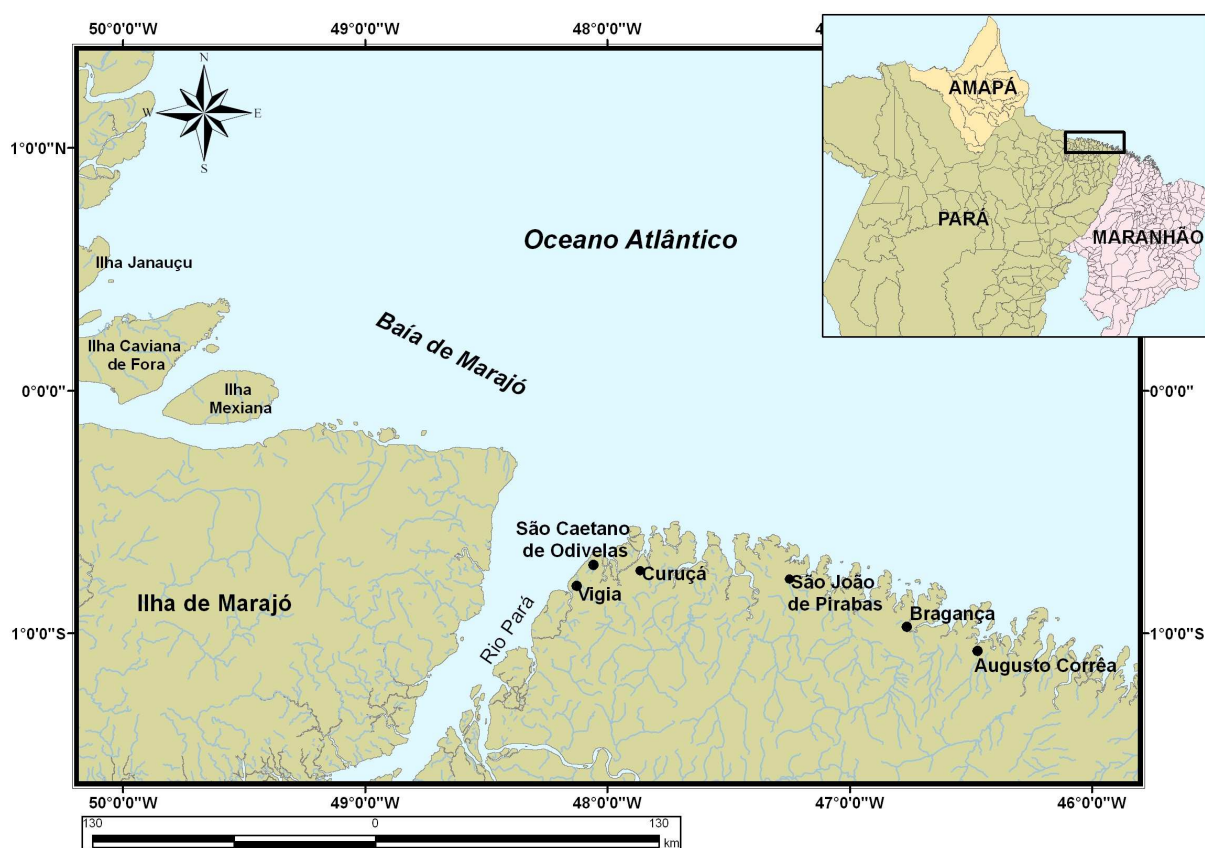 50°0'0"W
49°0'0"W
48°0'0"W
N
W
E
S
1°0'0"N
AMAPÁ
PARÁ
MARANHÃO
Oceano Atlântico
Ilha Janauçu
Baía de Marajó
Ilha Caviana
de Fora
Ilha
Mexiana
0°0'0"
0°0'0"
São Caetano
de Odivelas
Curuçá
Vigia
São João
de Pirabas
Ilha de Marajó
Bragança
Rio Pará
1°0'0"S
1°0'0"S
Augusto Corrêa
50°0'0"W
49°0'0"W
48°0'0"W
47°0'0"W
46°0'0"W
130
0
130
km